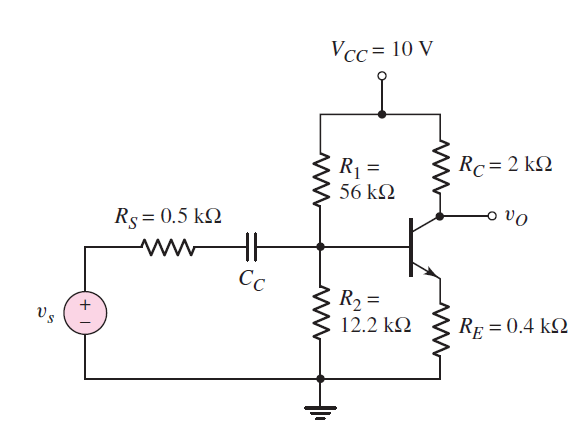 V_CC = 10 V
R_1 =
56 kΩ
R_C = 2 kΩ
v_O
R_S = 0.5 kΩ
C_C
v_s
+
−
R_2 =
12.2 kΩ
R_E = 0.4 kΩ